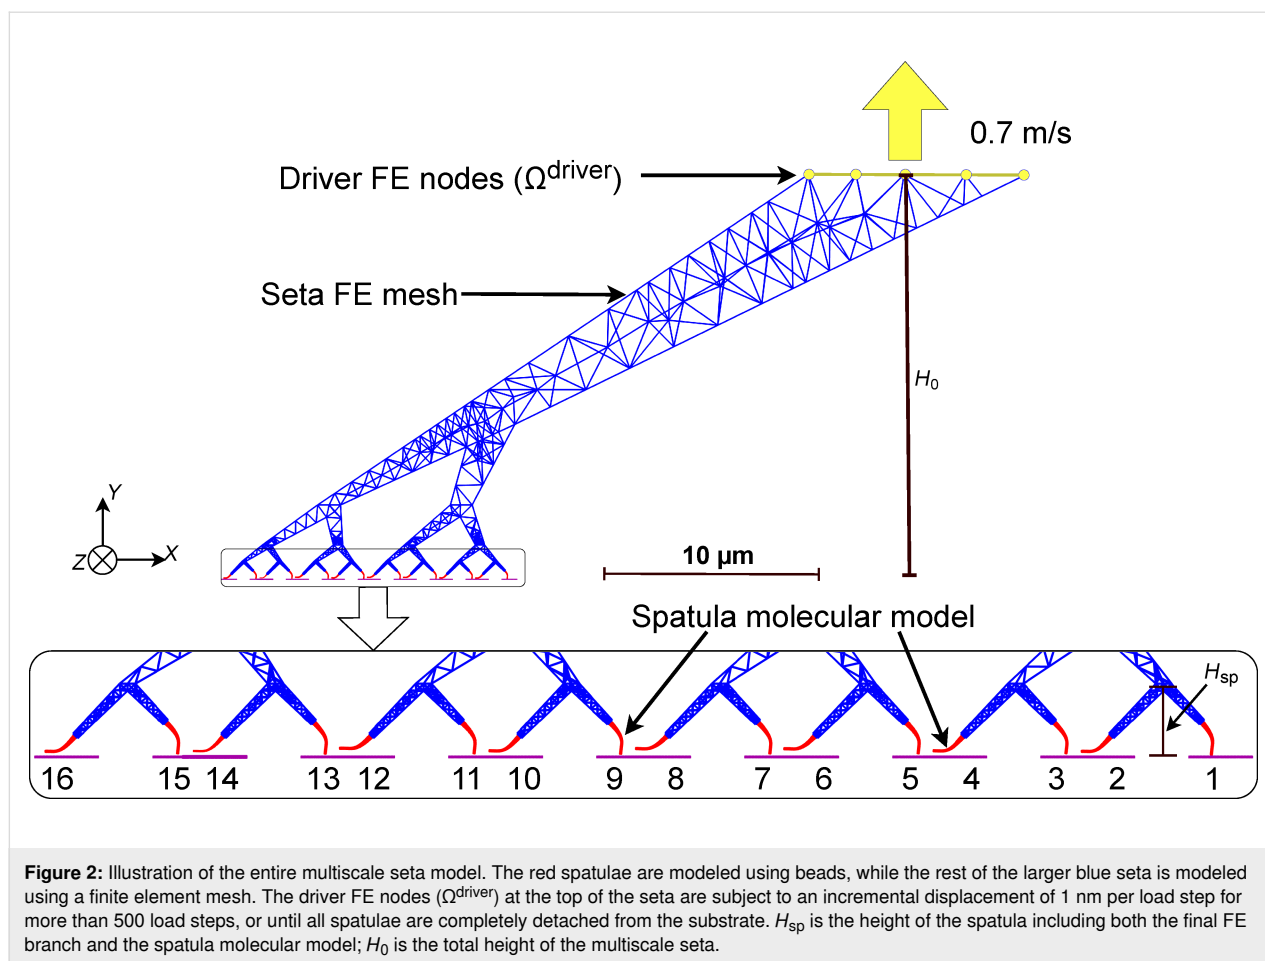 0.7 m/s
Driver FE nodes (Ω^driver)
Seta FE mesh
H0
Y
Z X
10 μm
Spatula molecular model
Hsp
16 15 14 13 12 11 10 9 8 7 6 5 4 3 2 1
Figure 2: Illustration of the entire multiscale seta model. The red spatulae are modeled using beads, while the rest of the larger blue seta is modeled
using a finite element mesh. The driver FE nodes (Ω^driver) at the top of the seta are subject to an incremental displacement of 1 nm per load step for
more than 500 load steps, or until all spatulae are completely detached from the substrate. Hsp is the height of the spatula including both the final FE
branch and the spatula molecular model; H0 is the total height of the multiscale seta.